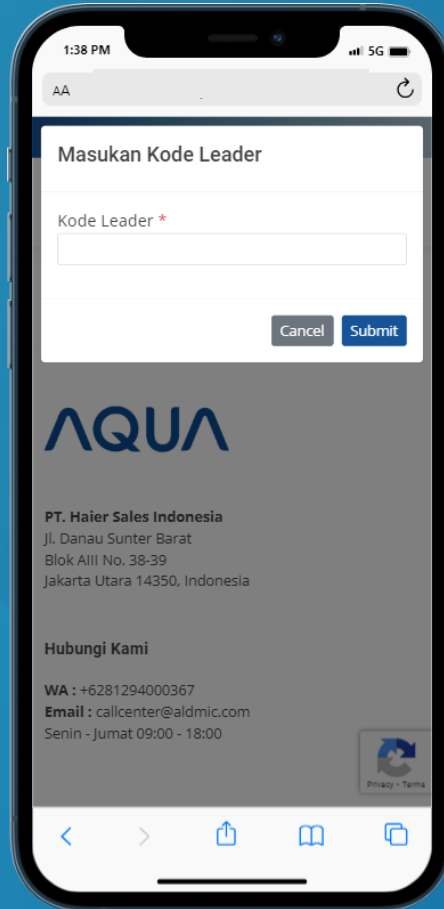 1:38 PM
5G
AA
Masukan Kode Leader
Kode Leader *
Cancel Submit
AQUA
PT. Haier Sales Indonesia
Jl. Danau Sunter Barat
Blok AIII No. 38-39
Jakarta Utara 14350, Indonesia
Hubungi Kami
WA : +6281294000367
Email : callcenter@aldmic.com
Senin - Jumat 09:00 - 18:00
Privacy - Terms